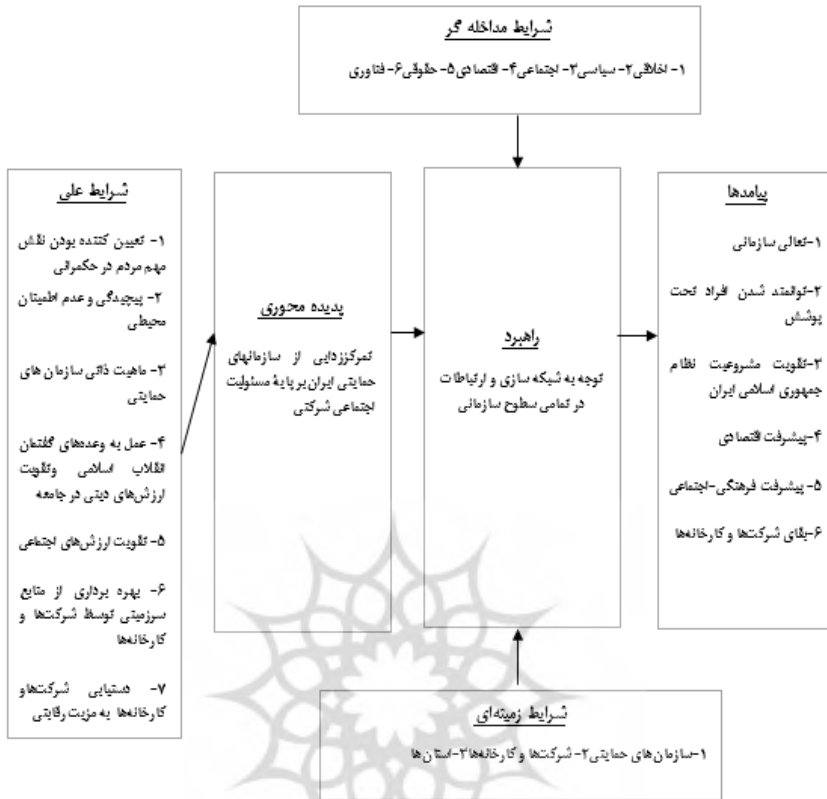 شرایط مداخله گر
۱- اخلاقی۲- سیاسی۳- اجتماعی۴- اقتصادی۵- حقوقی۶- فناوری
شرایط علی
۱- تعیین کننده بودن نقش
مهم مردم در حکمرانی
۲- پیچیدگی و عدم اطمینان
محیطی
۳- ماهیت ذاتی سازمان های
حمایتی
۴- عمل به وعده‌های گفتمان
انقلاب اسلامی وتقویت
ارزش‌های دینی در جامعه
۵- تقویت ارزش‌های اجتماعی
۶- بهره برداری از منابع
سرزمینی توسط شرکت‌ها و
کارخانه‌ها
۷- دستیابی شرکت‌هاو
کارخانه‌ها به مزیت رقابتی
پدیده محوری
تمرکززدایی از سازمانهای
حمایتی ایران‌بر پایۀ مسئولیت
اجتماعی شرکتی
راهبرد
توجه به شبکه سازی و ارتباطات
در تمامی سطوح سازمانی
پیامدها
۱-تعالی سازمانی
۲-توانمند شدن افراد تحت
پوشش
۳-تقویت مشروعیت نظام
جمهوری اسلامی ایران
۴-پیشرفت اقتصادی
۵- پیشرفت فرهنگی-اجتماعی
۶-بقای شرکت‌ها و کارخانه‌ها
شرایط زمینه‌ای
۱-سازمان‌های حمایتی۲- شرکت‌ها و کارخانه‌ها۳-استان‌ها